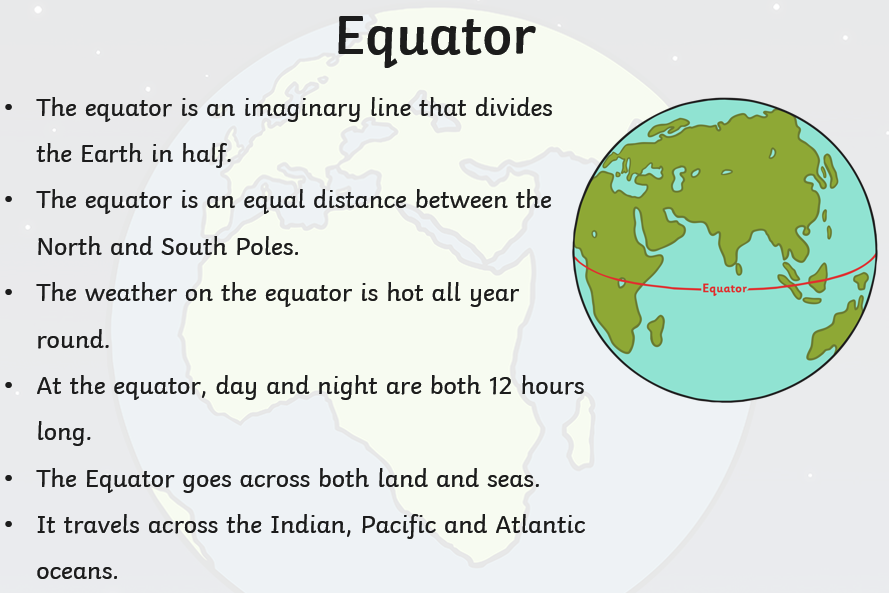 Equator
• The equator is an imaginary line that divides
the Earth in half.
• The equator is an equal distance between the
North and South Poles.
• The weather on the equator is hot all year
round.
• At the equator, day and night are both 12 hours
long.
• The Equator goes across both land and seas.
• It travels across the Indian, Pacific and Atlantic
oceans.
Equator